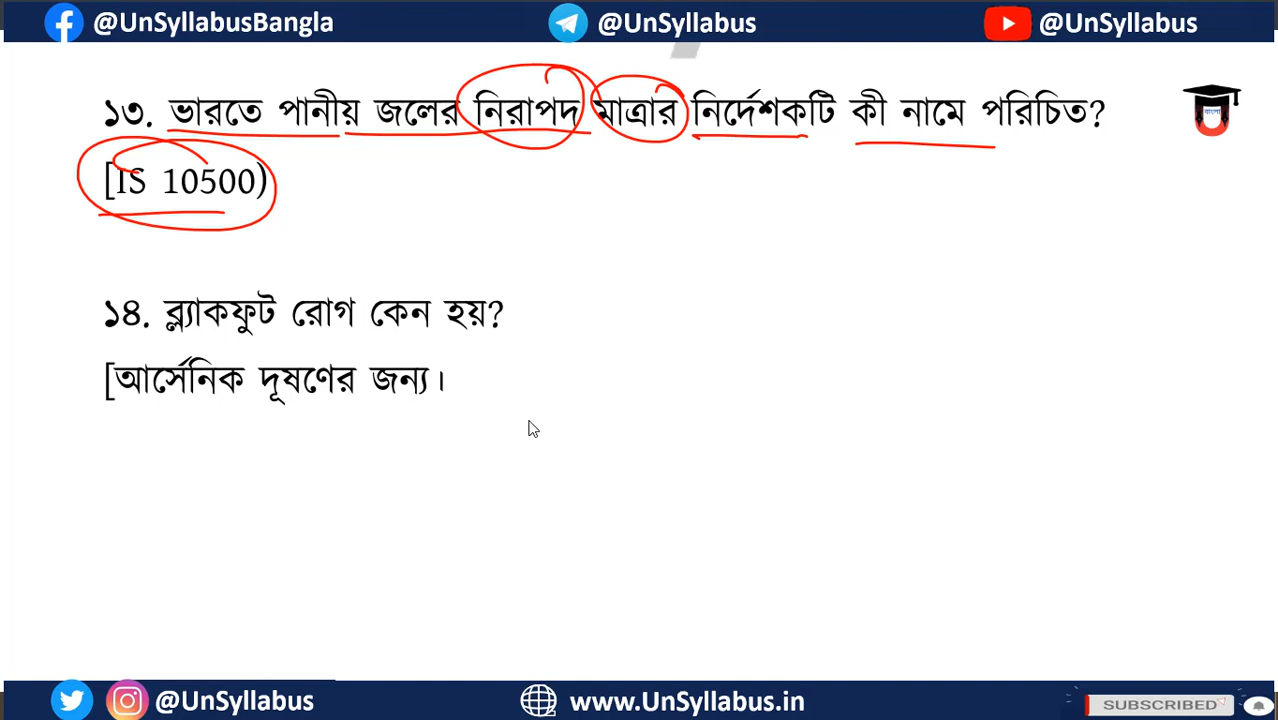 @UnSyllabusBangla @UnSyllabus @UnSyllabus
১৩. ভারতে পানীয় জলের নিরাপদ মাত্রার নির্দেশকটি কী নামে পরিচিত?
বাংলা
[IS 10500)
১৪. ব্ল্যাকফুট রোগ কেন হয়?
[আর্সেনিক দূষণের জন্য।
@UnSyllabus www.UnSyllabus.in SUBSCRIBED